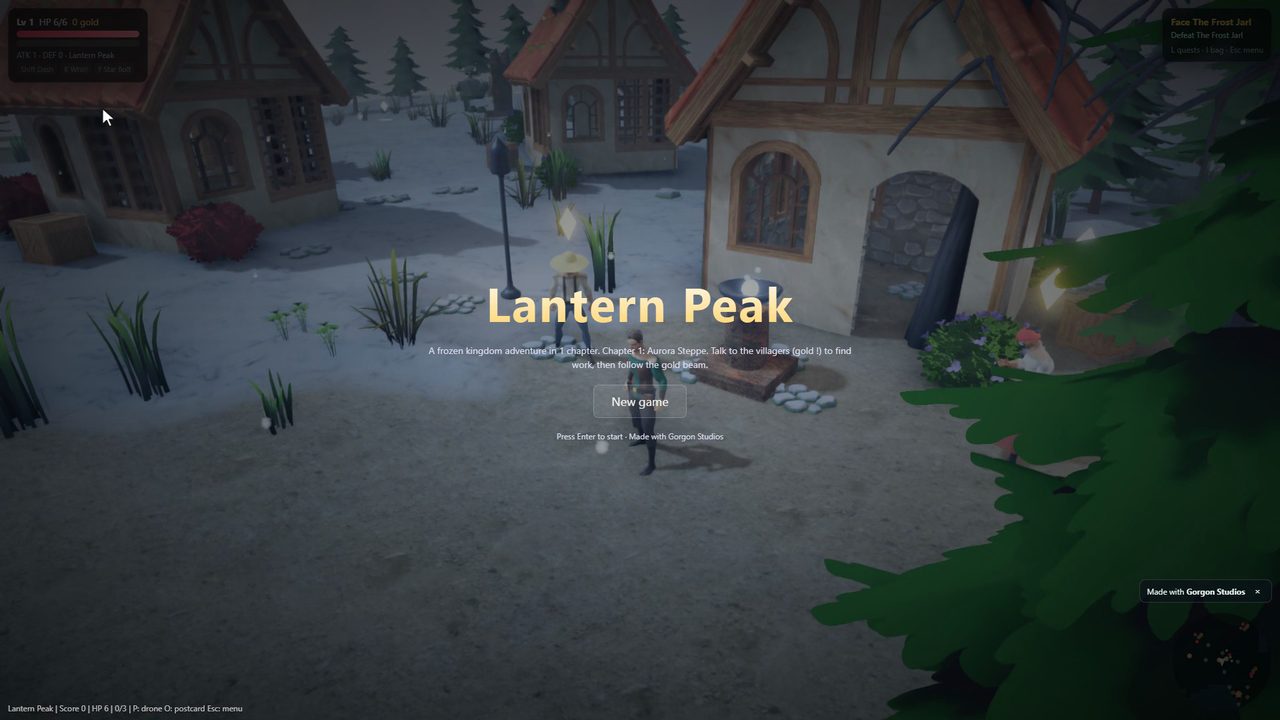 Lv 1 HP 6/6 0 gold
ATK 1 · DEF 0 · Lantern Peak
Shift Dash
Face The Frost Jarl
Defeat The Frost Jarl
L quests · I bag · Esc menu
Lantern Peak
A frozen kingdom adventure in 1 chapter. Chapter 1: Aurora Steppe. Talk to the villagers (gold !) to find
work, then follow the gold beam.
New game
Press Enter to start · Made with Gorgon Studios
Made with Gorgon Studios ×
Lantern Peak | Score 0 | HP 6 | 0/3 | P: drone O: postcard Esc: menu